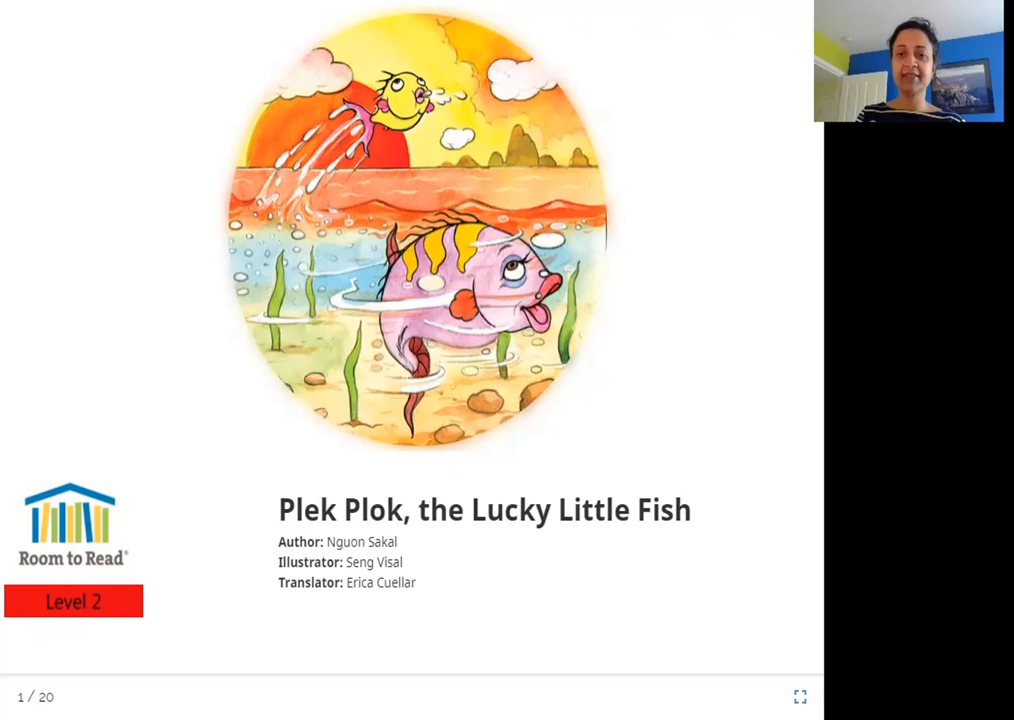 Plek Plok, the Lucky Little Fish
Author: Nguon Sakal
Illustrator: Seng Visal
Translator: Erica Cuellar
Room to Read®
Level 2
1 / 20